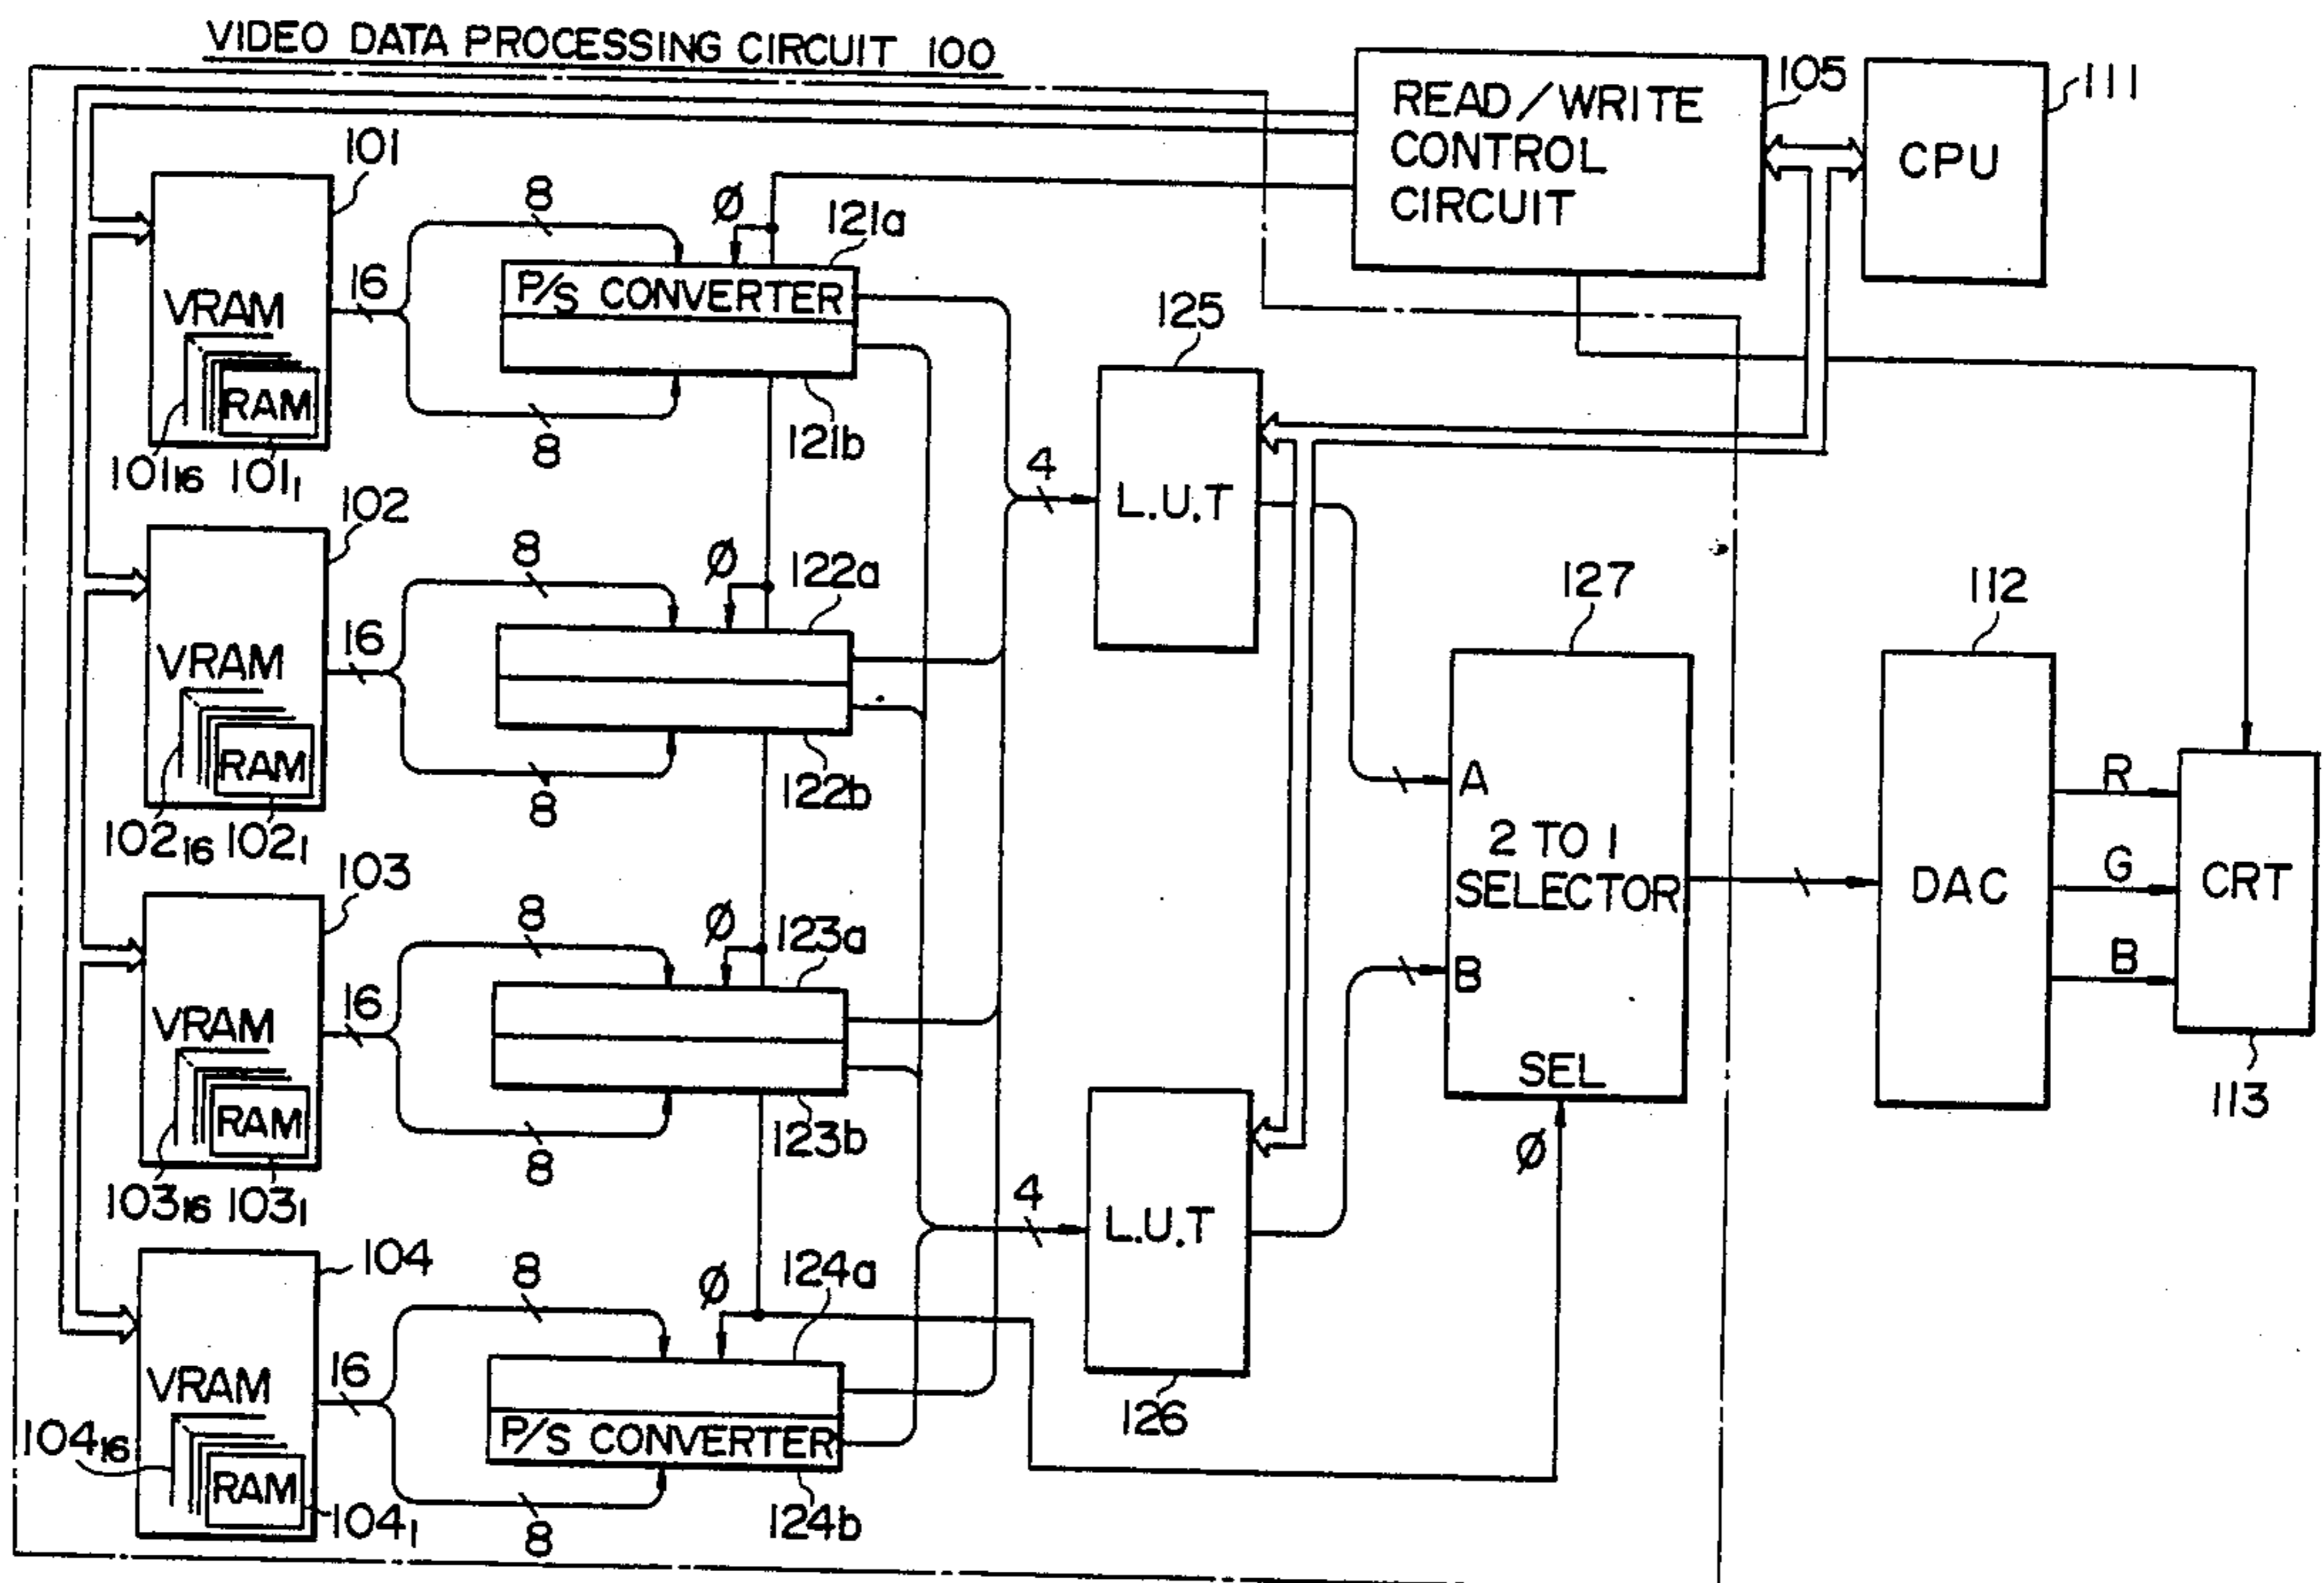 VIDEO DATA PROCESSING CIRCUIT 100
READ/WRITE
CONTROL
CIRCUIT
105
CPU
111
101
VRAM
RAM
101₁₆ 101₁
16
8
8
Ø
121a
P/S CONVERTER
121b
102
VRAM
RAM
102₁₆ 102₁
16
8
8
Ø
122a
122b
103
VRAM
RAM
103₁₆ 103₁
16
8
8
Ø
123a
123b
104
VRAM
RAM
104₁₆
104₁
16
8
8
Ø
124a
P/S CONVERTER
124b
4
125
L.U.T
4
L.U.T
126
127
A
2 TO 1
SELECTOR
B
SEL
Ø
112
DAC
R
G
B
CRT
113